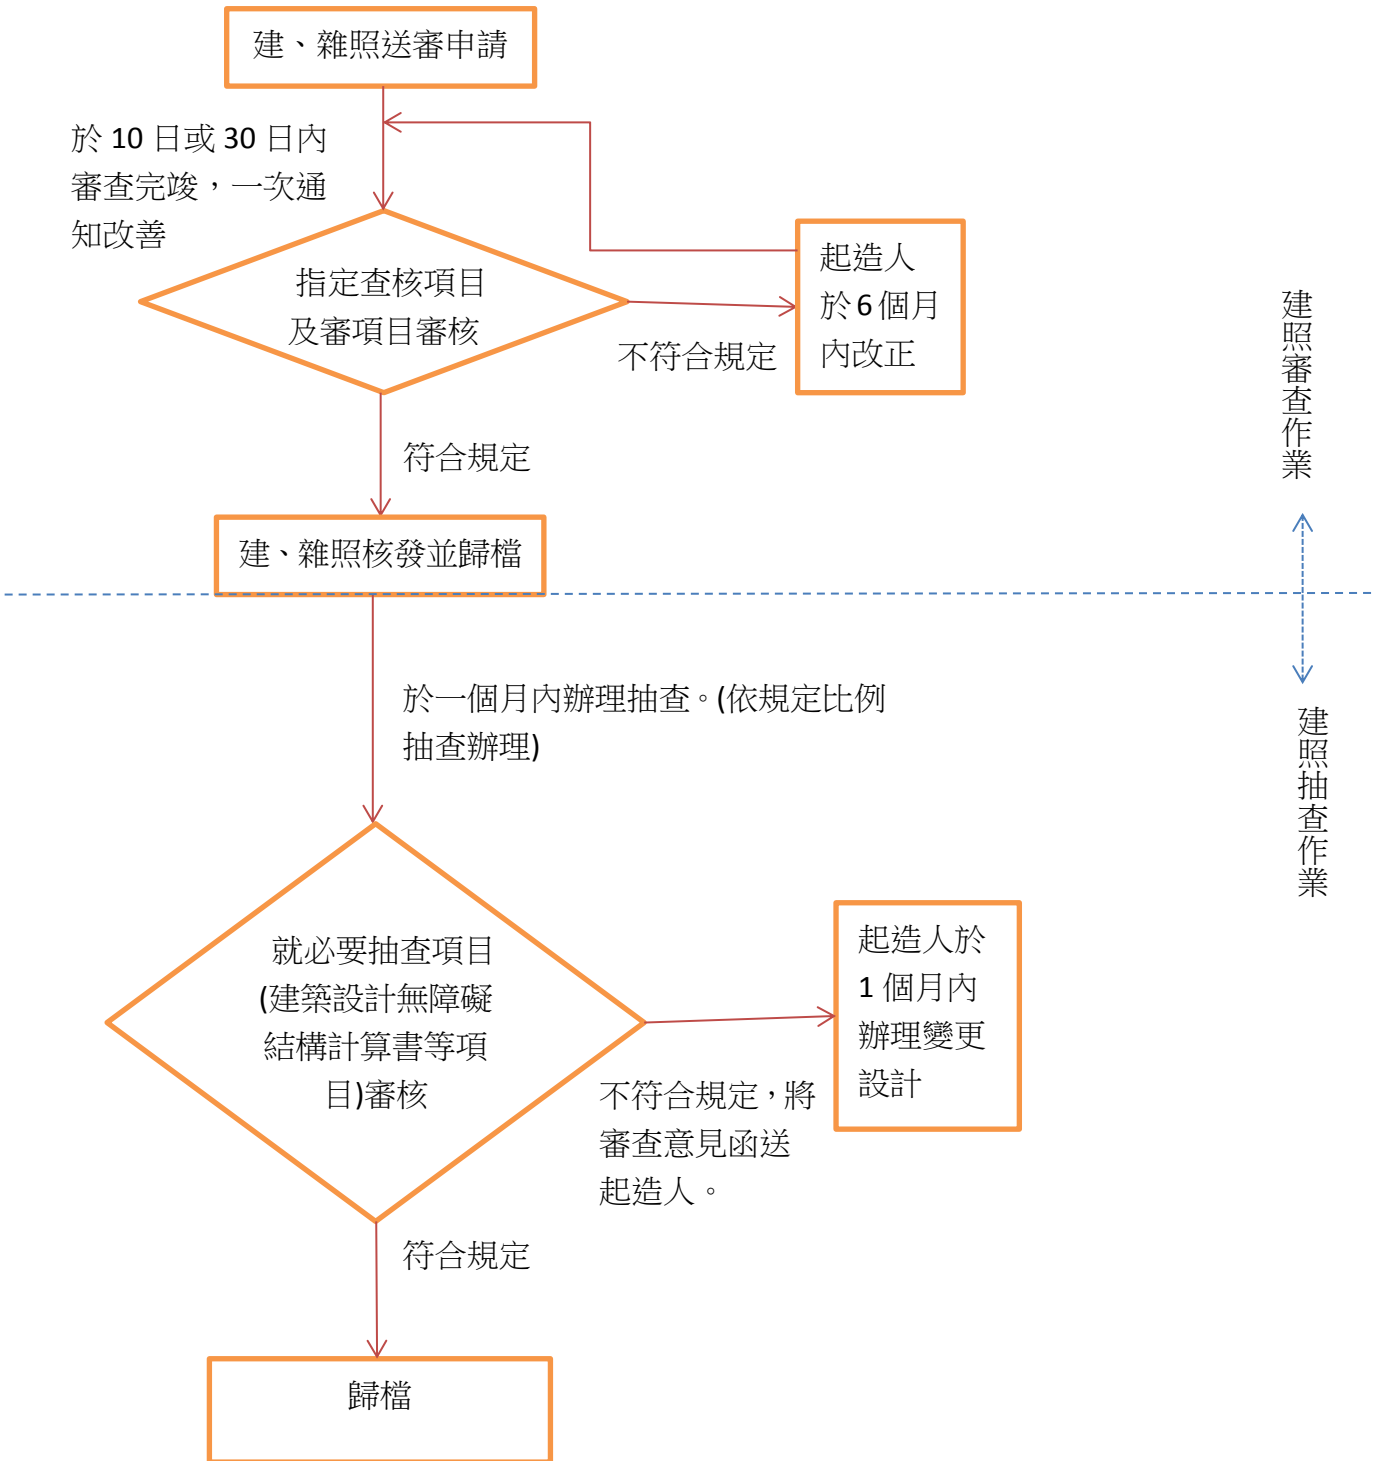 建、雜照送審申請
於 10 日或 30 日內
審查完竣，一次通
知改善
指定查核項目
及審項目審核
不符合規定
起造人
於 6 個月
內改正
符合規定
建、雜照核發並歸檔
建照審查作業
於一個月內辦理抽查。(依規定比例
抽查辦理)
建照抽查作業
就必要抽查項目
(建築設計無障礙
結構計算書等項
目)審核
不符合規定，將
審查意見函送
起造人。
起造人於
1 個月內
辦理變更
設計
符合規定
歸檔